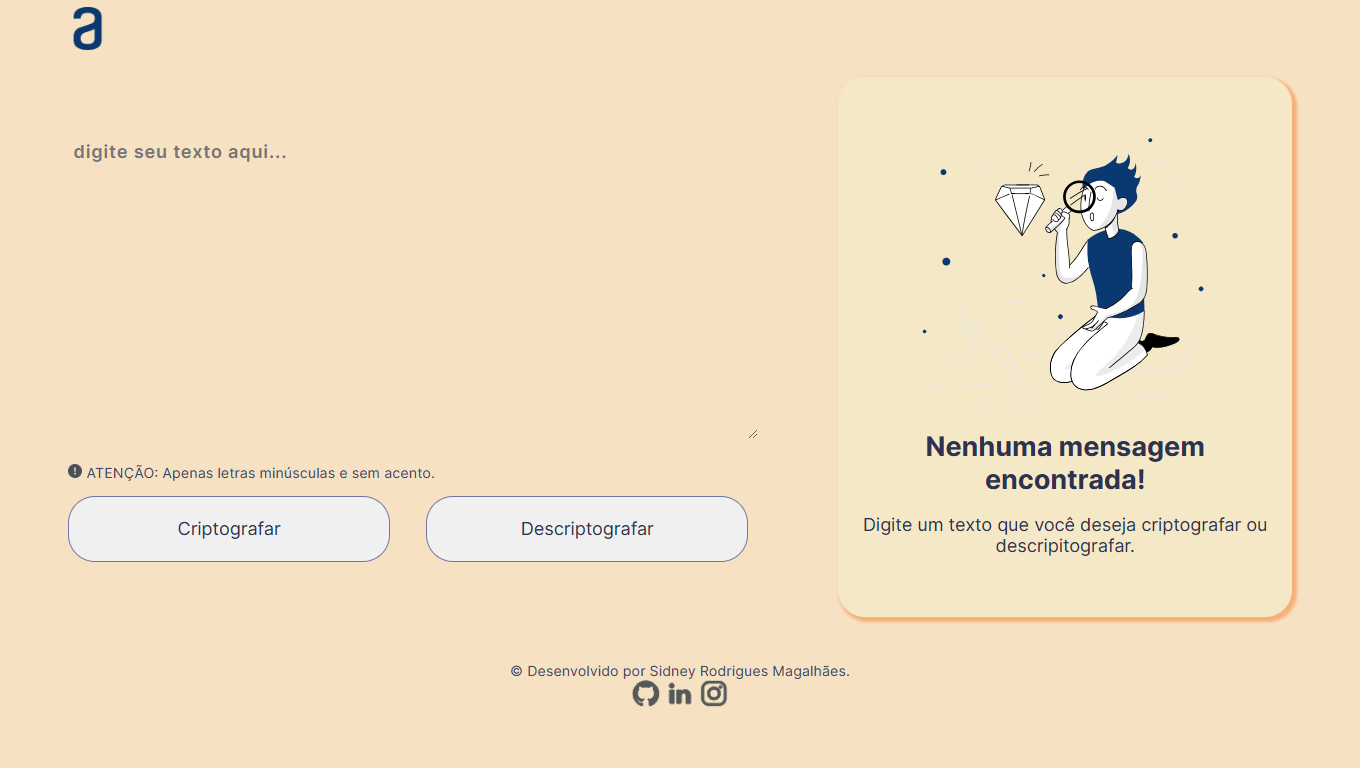 a
digite seu texto aqui...
ATENÇÃO: Apenas letras minúsculas e sem acento.
Criptografar
Descriptografar
Nenhuma mensagem
encontrada!
Digite um texto que você deseja criptografar ou
descripitografar.
© Desenvolvido por Sidney Rodrigues Magalhães.
in